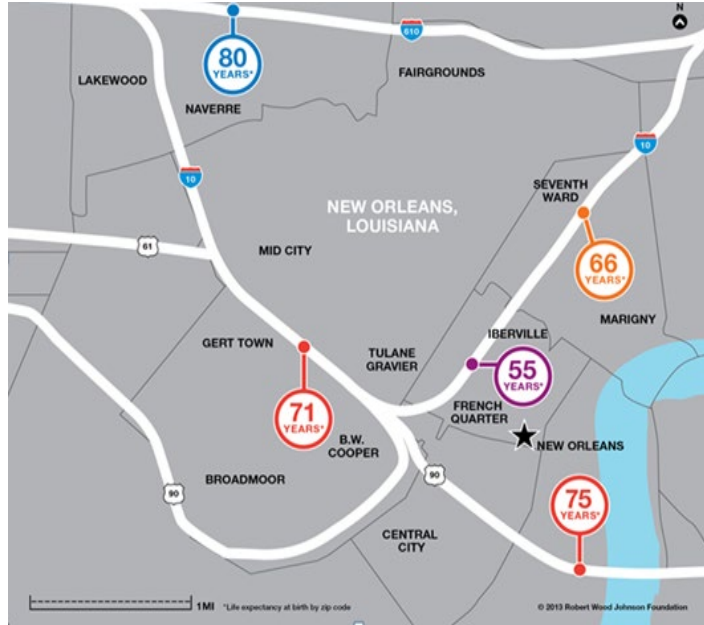 N
610
80
YEARS*
LAKEWOOD
FAIRGROUNDS
NAVERRE
10
10
SEVENTH
WARD
NEW ORLEANS,
LOUISIANA
61
MID CITY
66
YEARS*
MARIGNY
IBERVILLE
GERT TOWN
TULANE
GRAVIER
55
YEARS*
71
YEARS*
FRENCH
QUARTER
B.W.
COOPER
NEW ORLEANS
BROADMOOR
90
90
75
YEARS*
CENTRAL
CITY
1MI
*Life expectancy at birth by zip code
© 2013 Robert Wood Johnson Foundation